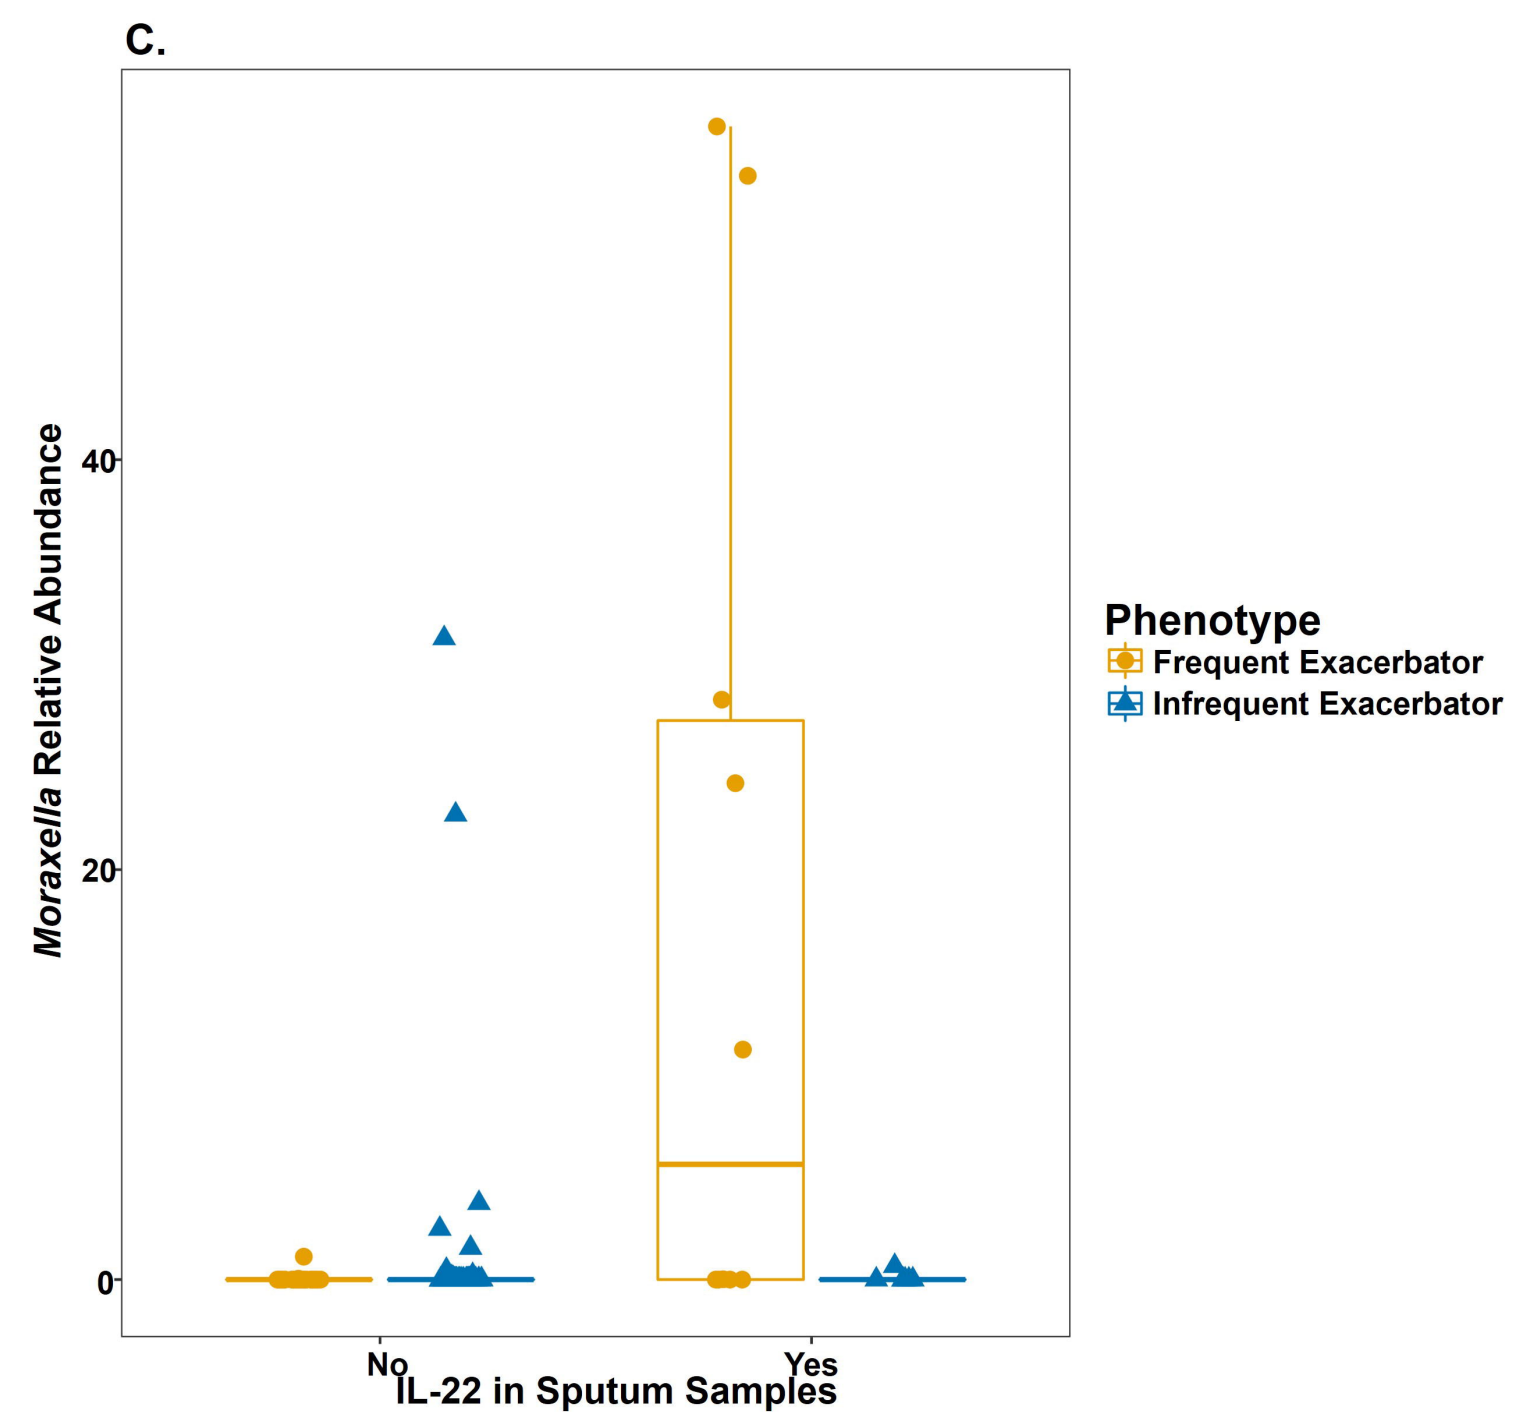 C.
Moraxella Relative Abundance
40
20
0
No
Yes
IL-22 in Sputum Samples
Phenotype
Frequent Exacerbator
Infrequent Exacerbator